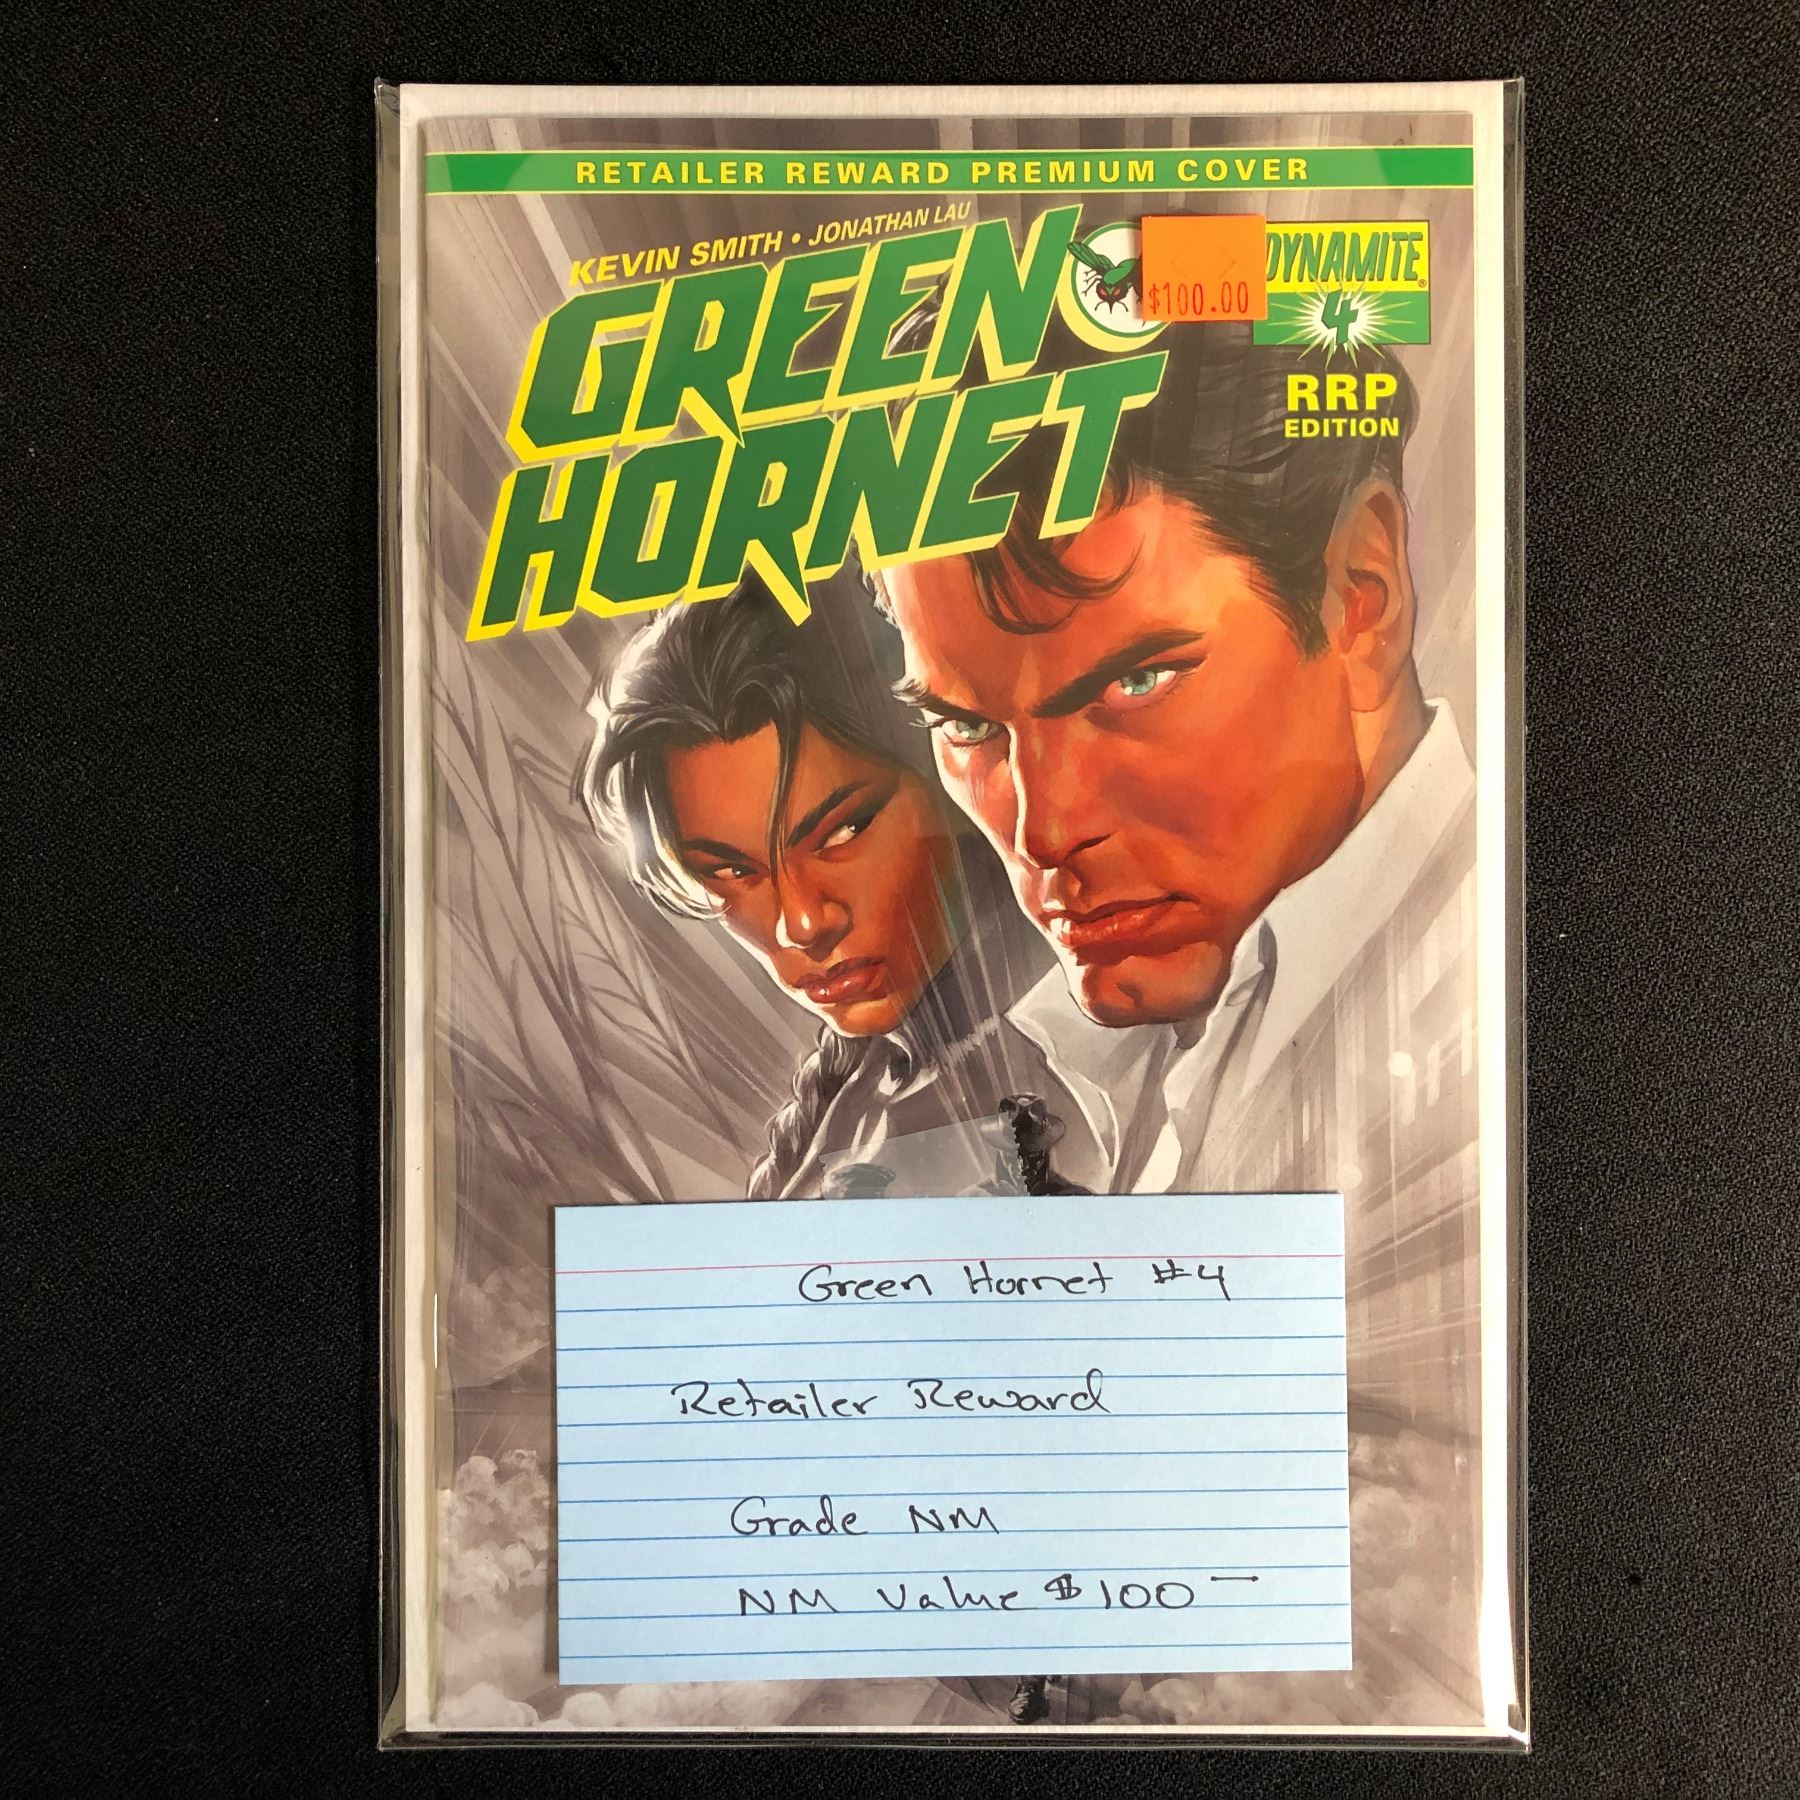 RETAILER REWARD PREMIUM COVER
KEVIN SMITH • JONATHAN LAU
GREEN
HORNET
$100.00
DYNAMITE
4
RRP
EDITION
Green Hornet #4
Retailer Reward
Grade NM
NM Value $100—